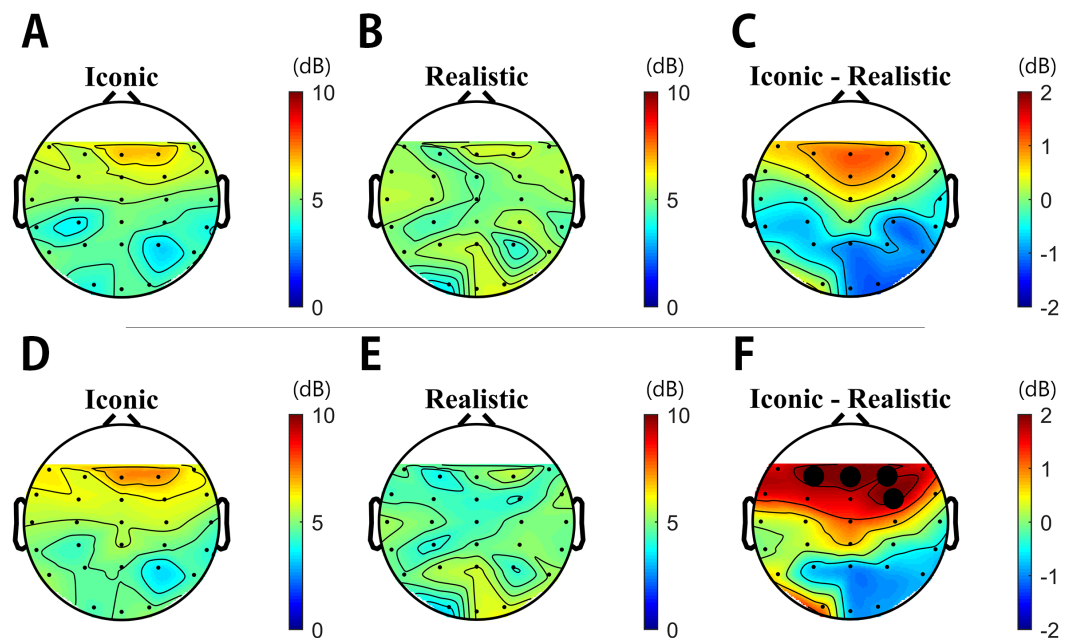 A
B
C
Iconic
Realistic
Iconic - Realistic
(dB)
(dB)
(dB)
10
5
0
10
5
0
2
1
0
-1
-2
D
E
F
Iconic
Realistic
Iconic - Realistic
(dB)
(dB)
(dB)
10
5
0
10
5
0
2
1
0
-1
-2